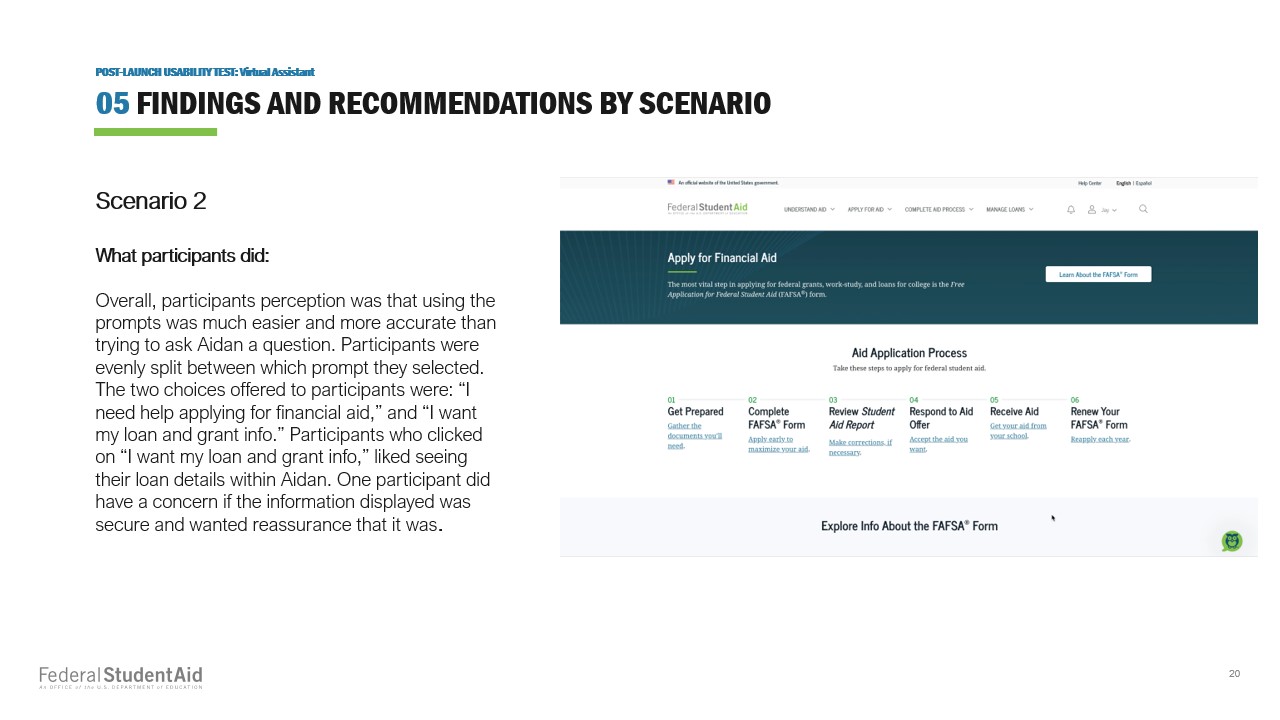 POST-LAUNCH USABILITY TEST: Virtual Assistant
05 FINDINGS AND RECOMMENDATIONS BY SCENARIO
Scenario 2
What participants did:
Overall, participants perception was that using the
prompts was much easier and more accurate than
trying to ask Aidan a question. Participants were
evenly split between which prompt they selected.
The two choices offered to participants were: “I
need help applying for financial aid,” and “I want
my loan and grant info.” Participants who clicked
on “I want my loan and grant info,” liked seeing
their loan details within Aidan. One participant did
have a concern if the information displayed was
secure and wanted reassurance that it was.
An official website of the United States government
Help Center English | Español
Federal StudentAid
An OFFICE of the U.S. DEPARTMENT of EDUCATION
UNDERSTAND AID APPLY FOR AID COMPLETE AID PROCESS MANAGE LOANS Jay
Apply for Financial Aid
The most vital step in applying for federal grants, work-study, and loans for college is the Free
Application for Federal Student Aid (FAFSA®) form.
Learn About the FAFSA® Form
Aid Application Process
Take these steps to apply for federal student aid.
01
Get Prepared
Gather the
documents you'll
need.
02
Complete
FAFSA® Form
Apply early to
maximize your aid.
03
Review Student
Aid Report
Make corrections, if
necessary.
04
Respond to Aid
Offer
Accept the aid you
want.
05
Receive Aid
Get your aid from
your school.
06
Renew Your
FAFSA® Form
Reapply each year.
Explore Info About the FAFSA® Form
Federal StudentAid
An OFFICE of the U.S. DEPARTMENT of EDUCATION
20